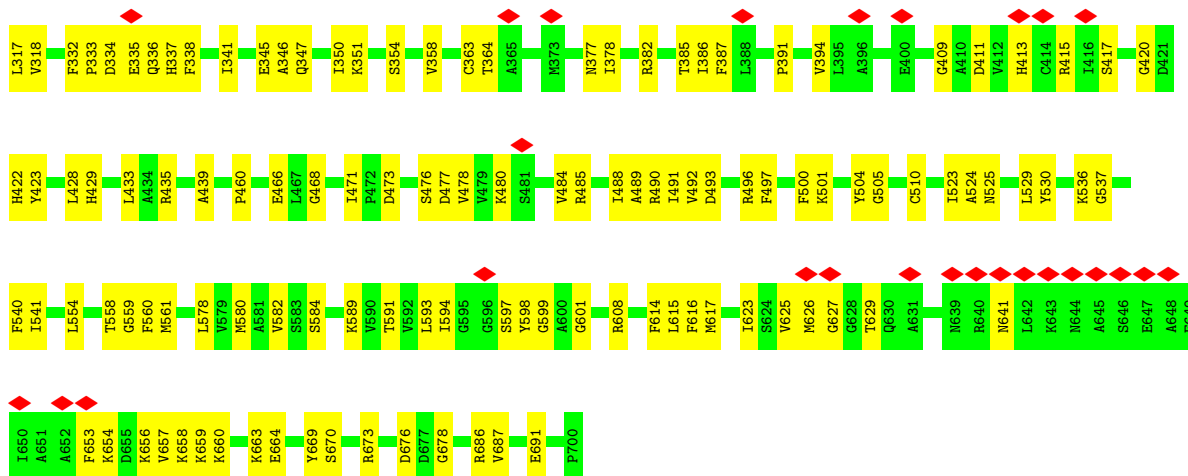 L317 V318 F332 P333 D334 E335 Q336 H337 F338 I341 E345 A346 Q347 I350 K351 S354 V358 C363 T364 A365 M373 N377 I378 R382 T385 I386 F387 L388 P391 V394 L395 A396 E400 G409 A410 D411 V412 H413 C414 R415 I416 S417 G420 D421
H422 Y423 L428 H429 L433 A434 R435 A439 P460 E466 L467 G468 I471 P472 D473 S476 D477 V478 V479 K480 S481 V484 R485 I488 A489 R490 I491 V492 D493 R496 F497 F500 K501 Y504 G505 C510 I523 A524 N525 L529 Y530 K536 G537
F540 I541 L554 T558 G559 F560 M561 L578 V579 M580 A581 V582 S583 S584 K589 V590 T591 V592 L593 I594 G595 G596 S597 Y598 G599 A600 G601 R608 F614 L615 F616 M617 I623 S624 V625 M626 G627 G628 T629 Q630 A631 N639 R640 N641 L642 K643 N644 A645 S646 E647 A648 E649
I650 A651 A652 F653 K654 D655 K656 V657 K658 K659 K660 K663 E664 Y669 S670 R673 D676 D677 G678 R686 V687 E691 P700